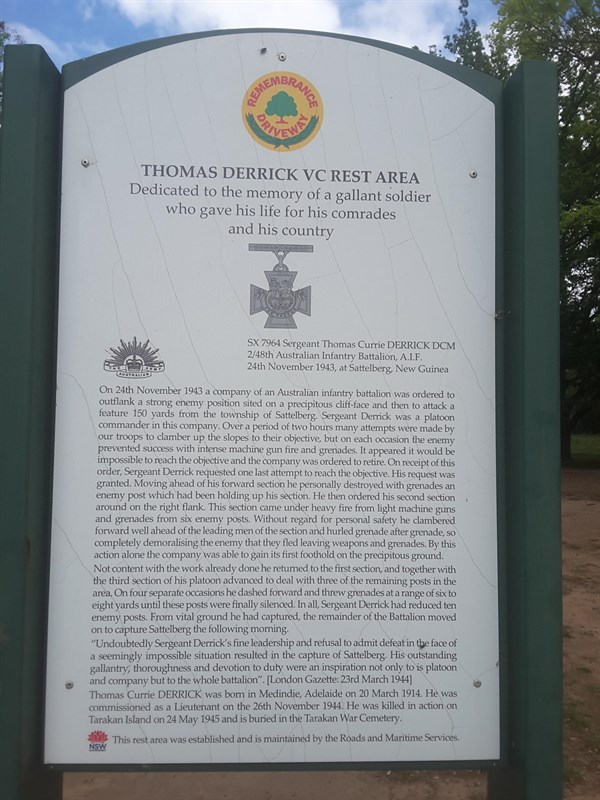 REMEMBRANCE
DRIVEWAY
THOMAS DERRICK VC REST AREA
Dedicated to the memory of a gallant soldier
who gave his life for his comrades
and his country
SX 7964 Sergeant Thomas Currie DERRICK DCM
2/48th Australian Infantry Battalion, A.I.F.
24th November 1943, at Sattelberg, New Guinea
AUSTRALIAN
On 24th November 1943 a company of an Australian infantry battalion was ordered to
outflank a strong enemy position sited on a precipitous cliff-face and then to attack a
feature 150 yards from the township of Sattelberg. Sergeant Derrick was a platoon
commander in this company. Over a period of two hours many attempts were made by
our troops to clamber up the slopes to their objective, but on each occasion the enemy
prevented success with intense machine gun fire and grenades. It appeared it would be
impossible to reach the objective and the company was ordered to retire. On receipt of this
order, Sergeant Derrick requested one last attempt to reach the objective. His request was
granted. Moving ahead of his forward section he personally destroyed with grenades an
enemy post which had been holding up his section. He then ordered his second section
around on the right flank. This section came under heavy fire from light machine guns
and grenades from six enemy posts. Without regard for personal safety he clambered
forward well ahead of the leading men of the section and hurled grenade after grenade, so
completely demoralising the enemy that they fled leaving weapons and grenades. By this
action alone the company was able to gain its first foothold on the precipitous ground.
Not content with the work already done he returned to the first section, and together with
the third section of his platoon advanced to deal with three of the remaining posts in the
area. On four separate occasions he dashed forward and threw grenades at a range of six to
eight yards until these posts were finally silenced. In all, Sergeant Derrick had reduced ten
enemy posts. From vital ground he had captured, the remainder of the Battalion moved
on to capture Sattelberg the following morning.
"Undoubtedly Sergeant Derrick's fine leadership and refusal to admit defeat in the face of
a seemingly impossible situation resulted in the capture of Sattelberg. His outstanding
gallantry, thoroughness and devotion to duty were an inspiration not only to is platoon
and company but to the whole battalion". [London Gazette: 23rd March 1944]
Thomas Currie DERRICK was born in Medindie, Adelaide on 20 March 1914. He was
commissioned as a Lieutenant on the 26th November 1944. He was killed in action on
Tarakan Island on 24 May 1945 and is buried in the Tarakan War Cemetery.
NSW
This rest area was established and is maintained by the Roads and Maritime Services.